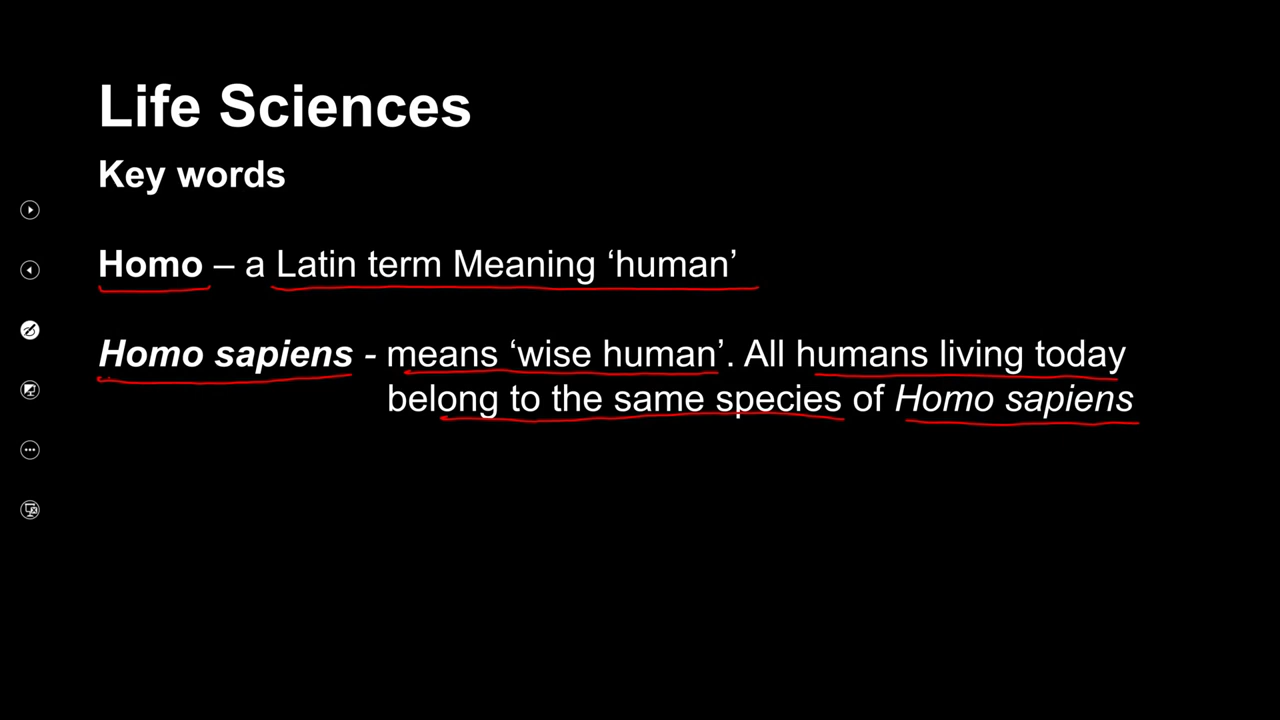 Life Sciences
Key words
Homo – a Latin term Meaning ‘human’
Homo sapiens - means ‘wise human’. All humans living today
belong to the same species of Homo sapiens